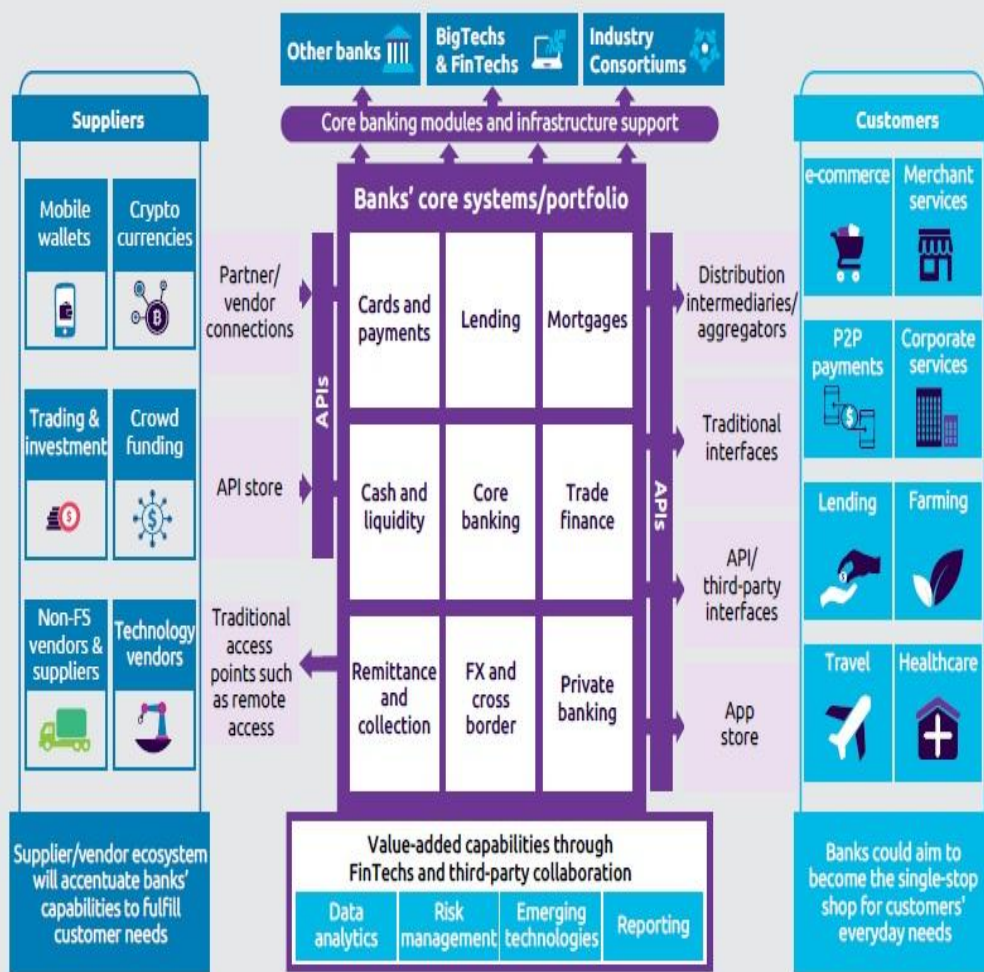 Other banks
BigTechs
& FinTechs
Industry
Consortiums
Core banking modules and infrastructure support
Suppliers
Mobile
wallets
Crypto
currencies
Trading &
investment
Crowd
funding
Non-FS
vendors &
suppliers
Technology
vendors
Supplier/vendor ecosystem
will accentuate banks'
capabilities to fulfill
customer needs
Partner/
vendor
connections
API store
Traditional
access
points such
as remote
access
APIs
Banks' core systems/portfolio
Cards and
payments
Lending
Mortgages
Cash and
liquidity
Core
banking
Trade
finance
Remittance
and
collection
FX and
cross
border
Private
banking
APIs
Distribution
intermediaries/
aggregators
Traditional
interfaces
API/
third-party
interfaces
App
store
Customers
e-commerce
Merchant
services
P2P
payments
Corporate
services
Lending
Farming
Travel
Healthcare
Banks could aim to
become the single-stop
shop for customers'
everyday needs
Value-added capabilities through
FinTechs and third-party collaboration
Data
analytics
Risk
management
Emerging
technologies
Reporting